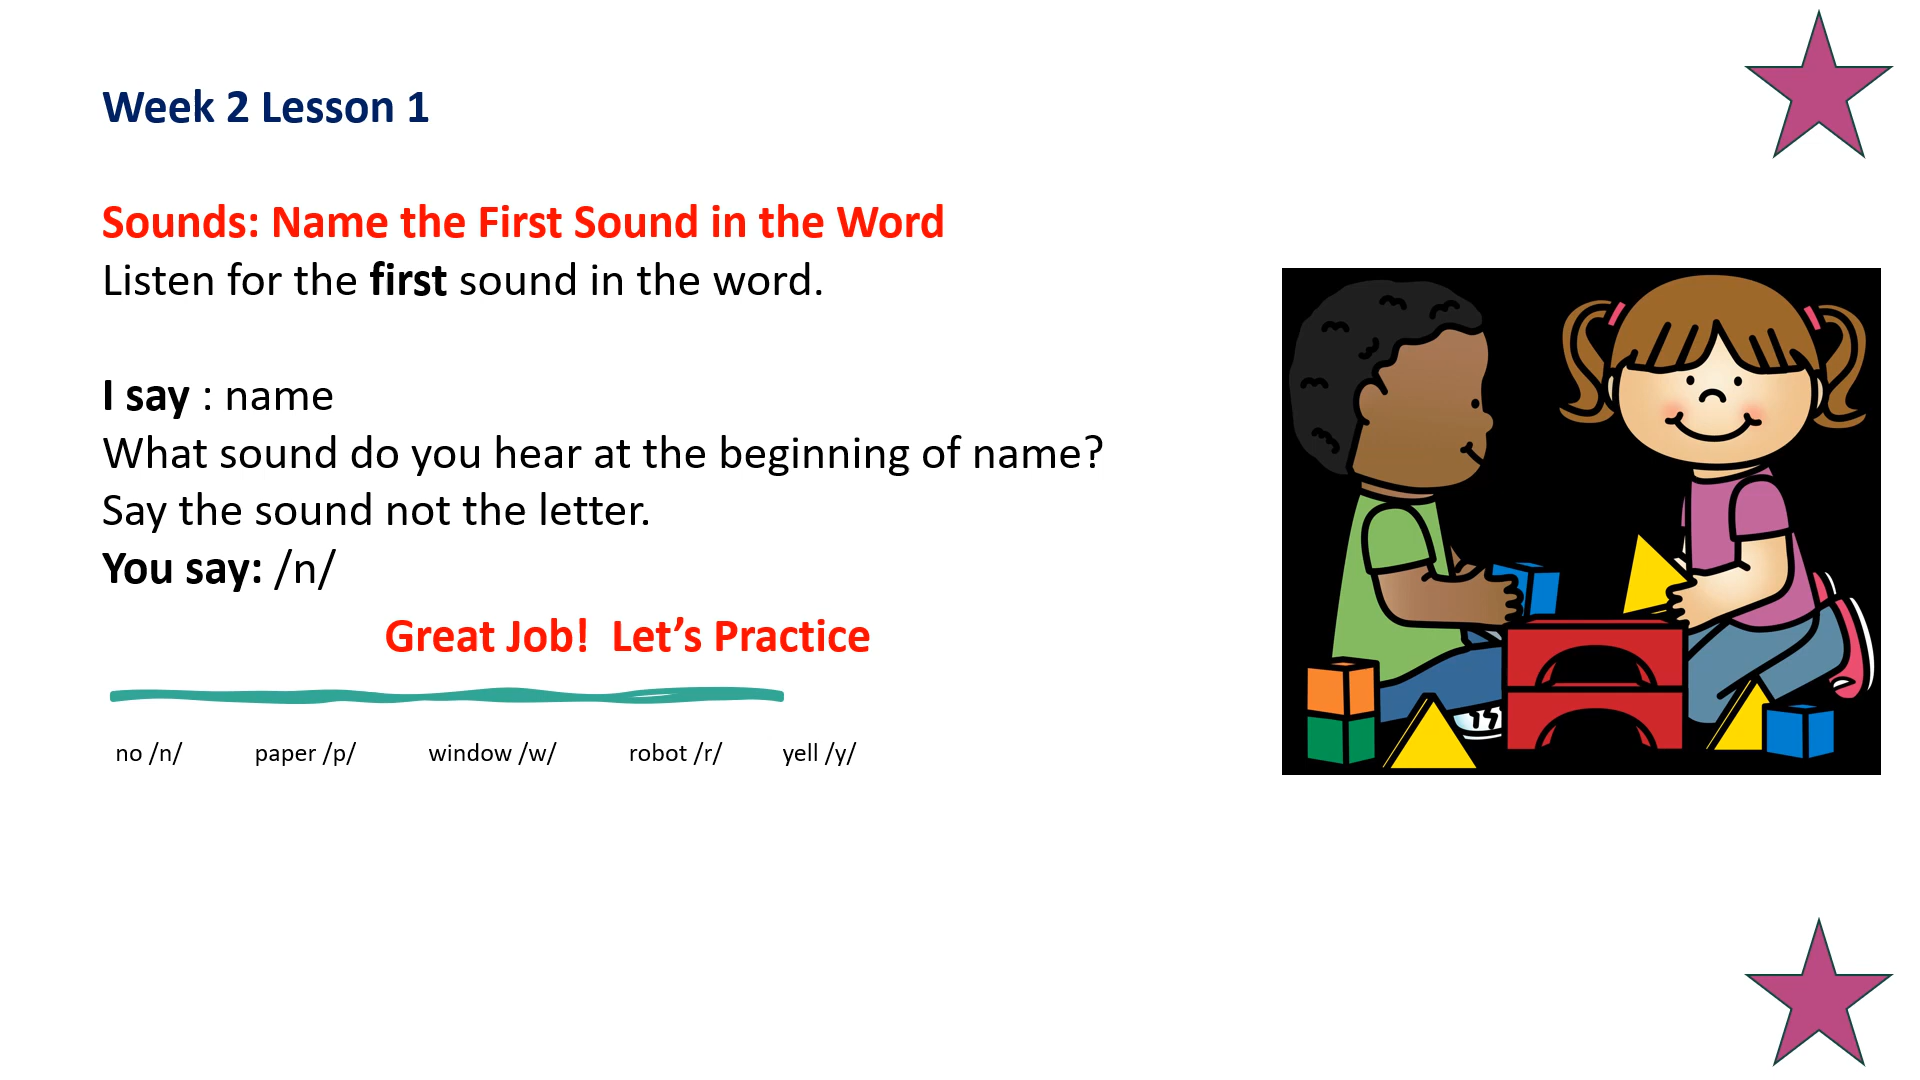 Week 2 Lesson 1
Sounds: Name the First Sound in the Word
Listen for the first sound in the word.
I say : name
What sound do you hear at the beginning of name?
Say the sound not the letter.
You say: /n/
Great Job!  Let’s Practice
no /n/ paper /p/ window /w/ robot /r/ yell /y/